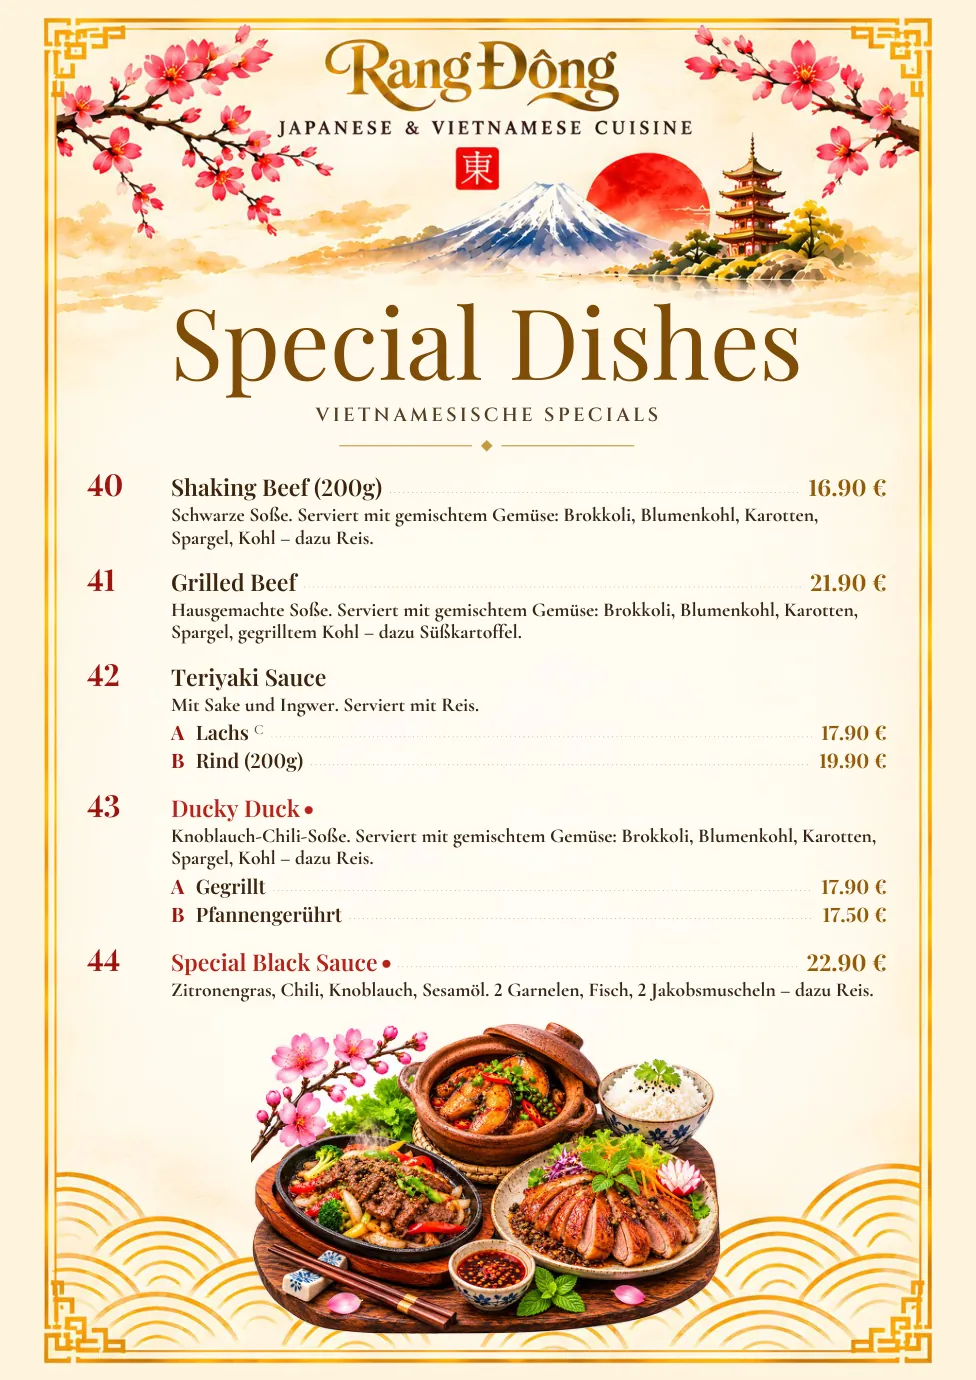 Rang Đông
JAPANESE & VIETNAMESE CUISINE
東
Special Dishes
VIETNAMESISCHE SPECIALS
40 Shaking Beef (200g) 16.90 €
Schwarze Soße. Serviert mit gemischtem Gemüse: Brokkoli, Blumenkohl, Karotten,
Spargel, Kohl – dazu Reis.
41 Grilled Beef 21.90 €
Hausgemachte Soße. Serviert mit gemischtem Gemüse: Brokkoli, Blumenkohl, Karotten,
Spargel, gegrilltem Kohl – dazu Süßkartoffel.
42 Teriyaki Sauce
Mit Sake und Ingwer. Serviert mit Reis.
A Lachs C 17.90 €
B Rind (200g) 19.90 €
43 Ducky Duck •
Knoblauch-Chili-Soße. Serviert mit gemischtem Gemüse: Brokkoli, Blumenkohl, Karotten,
Spargel, Kohl – dazu Reis.
A Gegrillt 17.90 €
B Pfannengerührt 17.50 €
44 Special Black Sauce • 22.90 €
Zitronengras, Chili, Knoblauch, Sesamöl. 2 Garnelen, Fisch, 2 Jakobsmuscheln – dazu Reis.